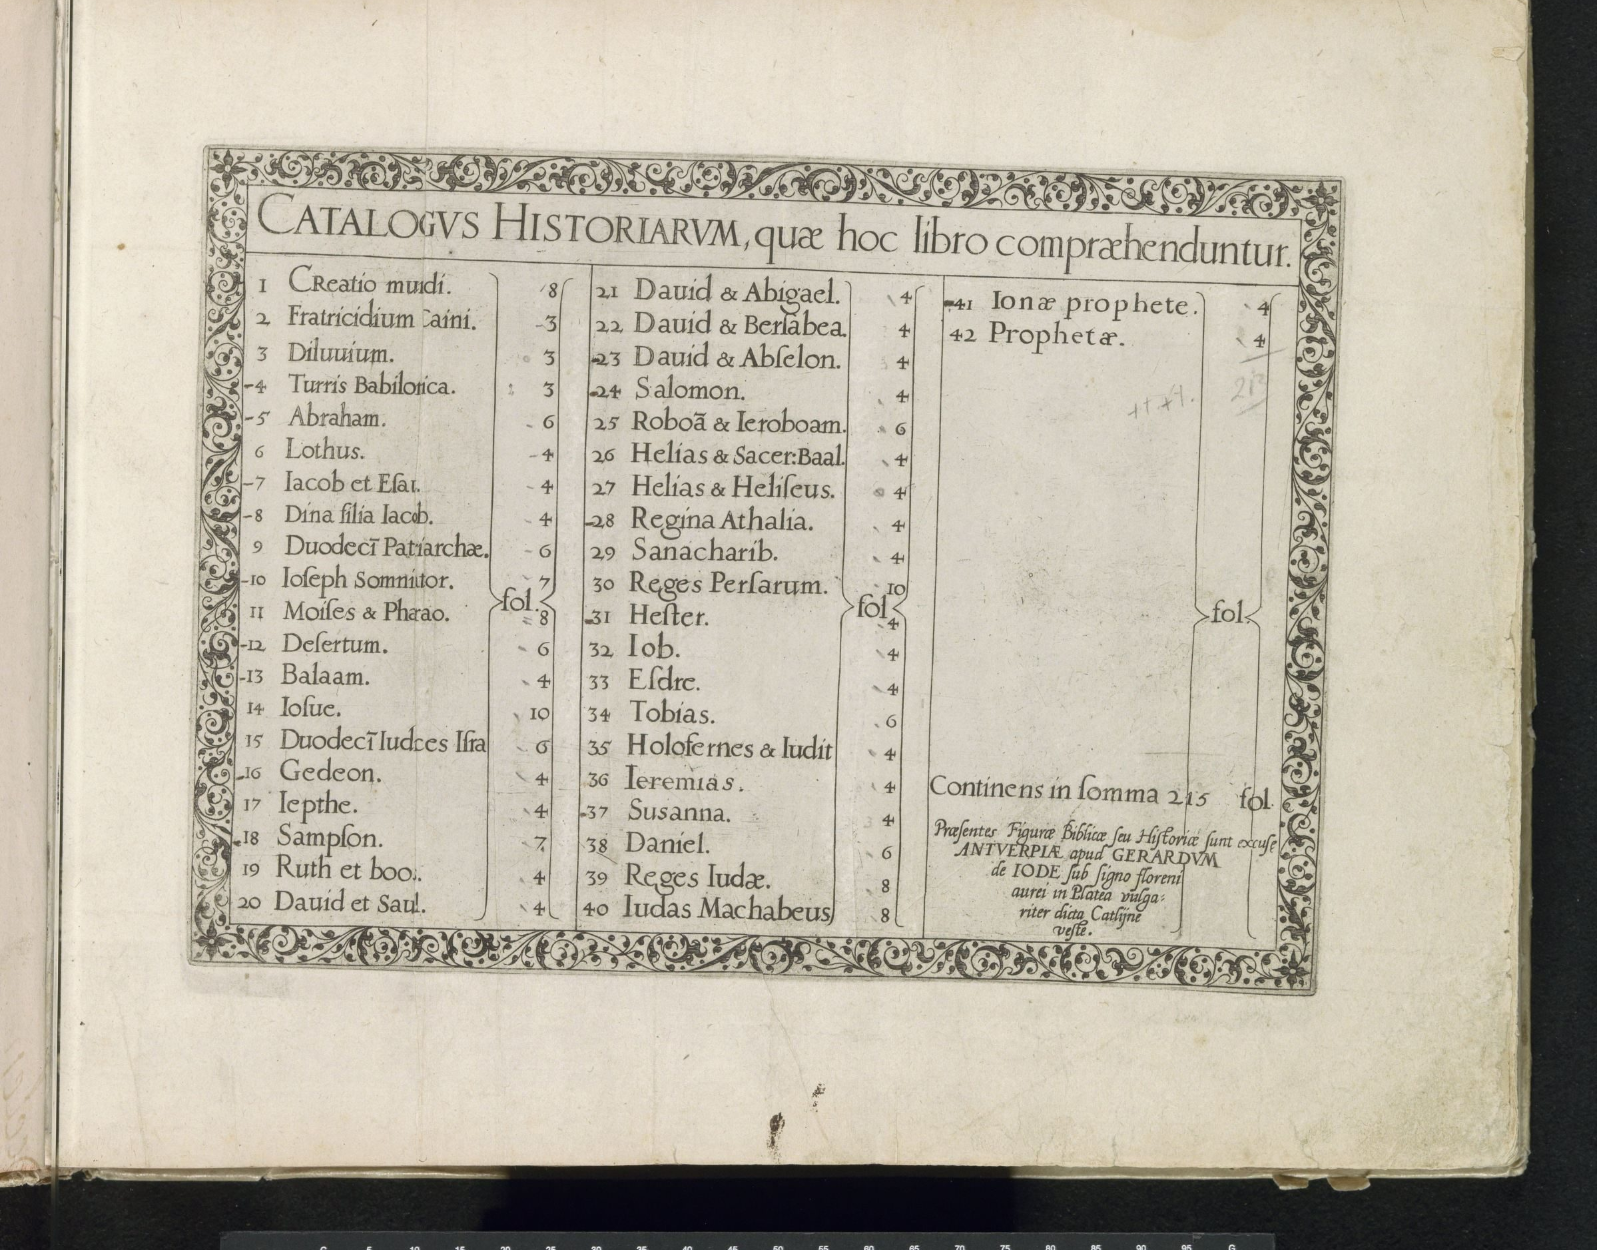 CATALOGVS HISTORIARVM, quæ hoc libro compræhenduntur.
1 CReatio mundi. 8
2 Fratricidium Caini. 3
3 Diluuium. 3
4 Turris Babilonica. 3
5 Abraham. 6
6 Lothus. 4
7 Iacob et Eſau. 4
8 Dina filia Iacob. 4
9 Duodecī Patriarchæ. 6
10 Ioſeph Somniator. 7
fol.
11 Moiſes & Pharao. 8
12 Deſertum. 6
13 Balaam. 4
14 Ioſue. 10
15 Duodecī Iudices Iſra 6
16 Gedeon. 4
17 Iepthe. 4
18 Sampſon. 7
19 Ruth et boo. 4
20 Dauid et Saul. 4
21 Dauid & Abigael. 4
22 Dauid & Berſabea. 4
23 Dauid & Abſelon. 4
24 Salomon. 4
25 Roboã & Ieroboam. 6
26 Helias & Sacer:Baal. 4
27 Helias & Heliſeus. 4
28 Regina Athalia. 4
29 Sanacharib. 4
30 Reges Perſarum. 10
fol
31 Heſter. 4
32 Iob. 4
33 Eſdre. 4
34 Tobias. 6
35 Holofernes & Iudit 4
36 Ieremias. 4
37 Susanna. 4
38 Daniel. 6
39 Reges Iudæ. 8
40 Iudas Machabeus 8
41 Ionæ prophete. 4
42 Prophetæ. 4
fol.
Continens in ſomma 215 fol.
Præſentes Figuræ Biblicæ ſeu Hiſtoriæ ſunt excuſe
ANTVERPIÆ apud GERARDVM
de IODE ſub ſigno floreni
aurei in Platea vulga:
riter dicta Catlijne
veſte.